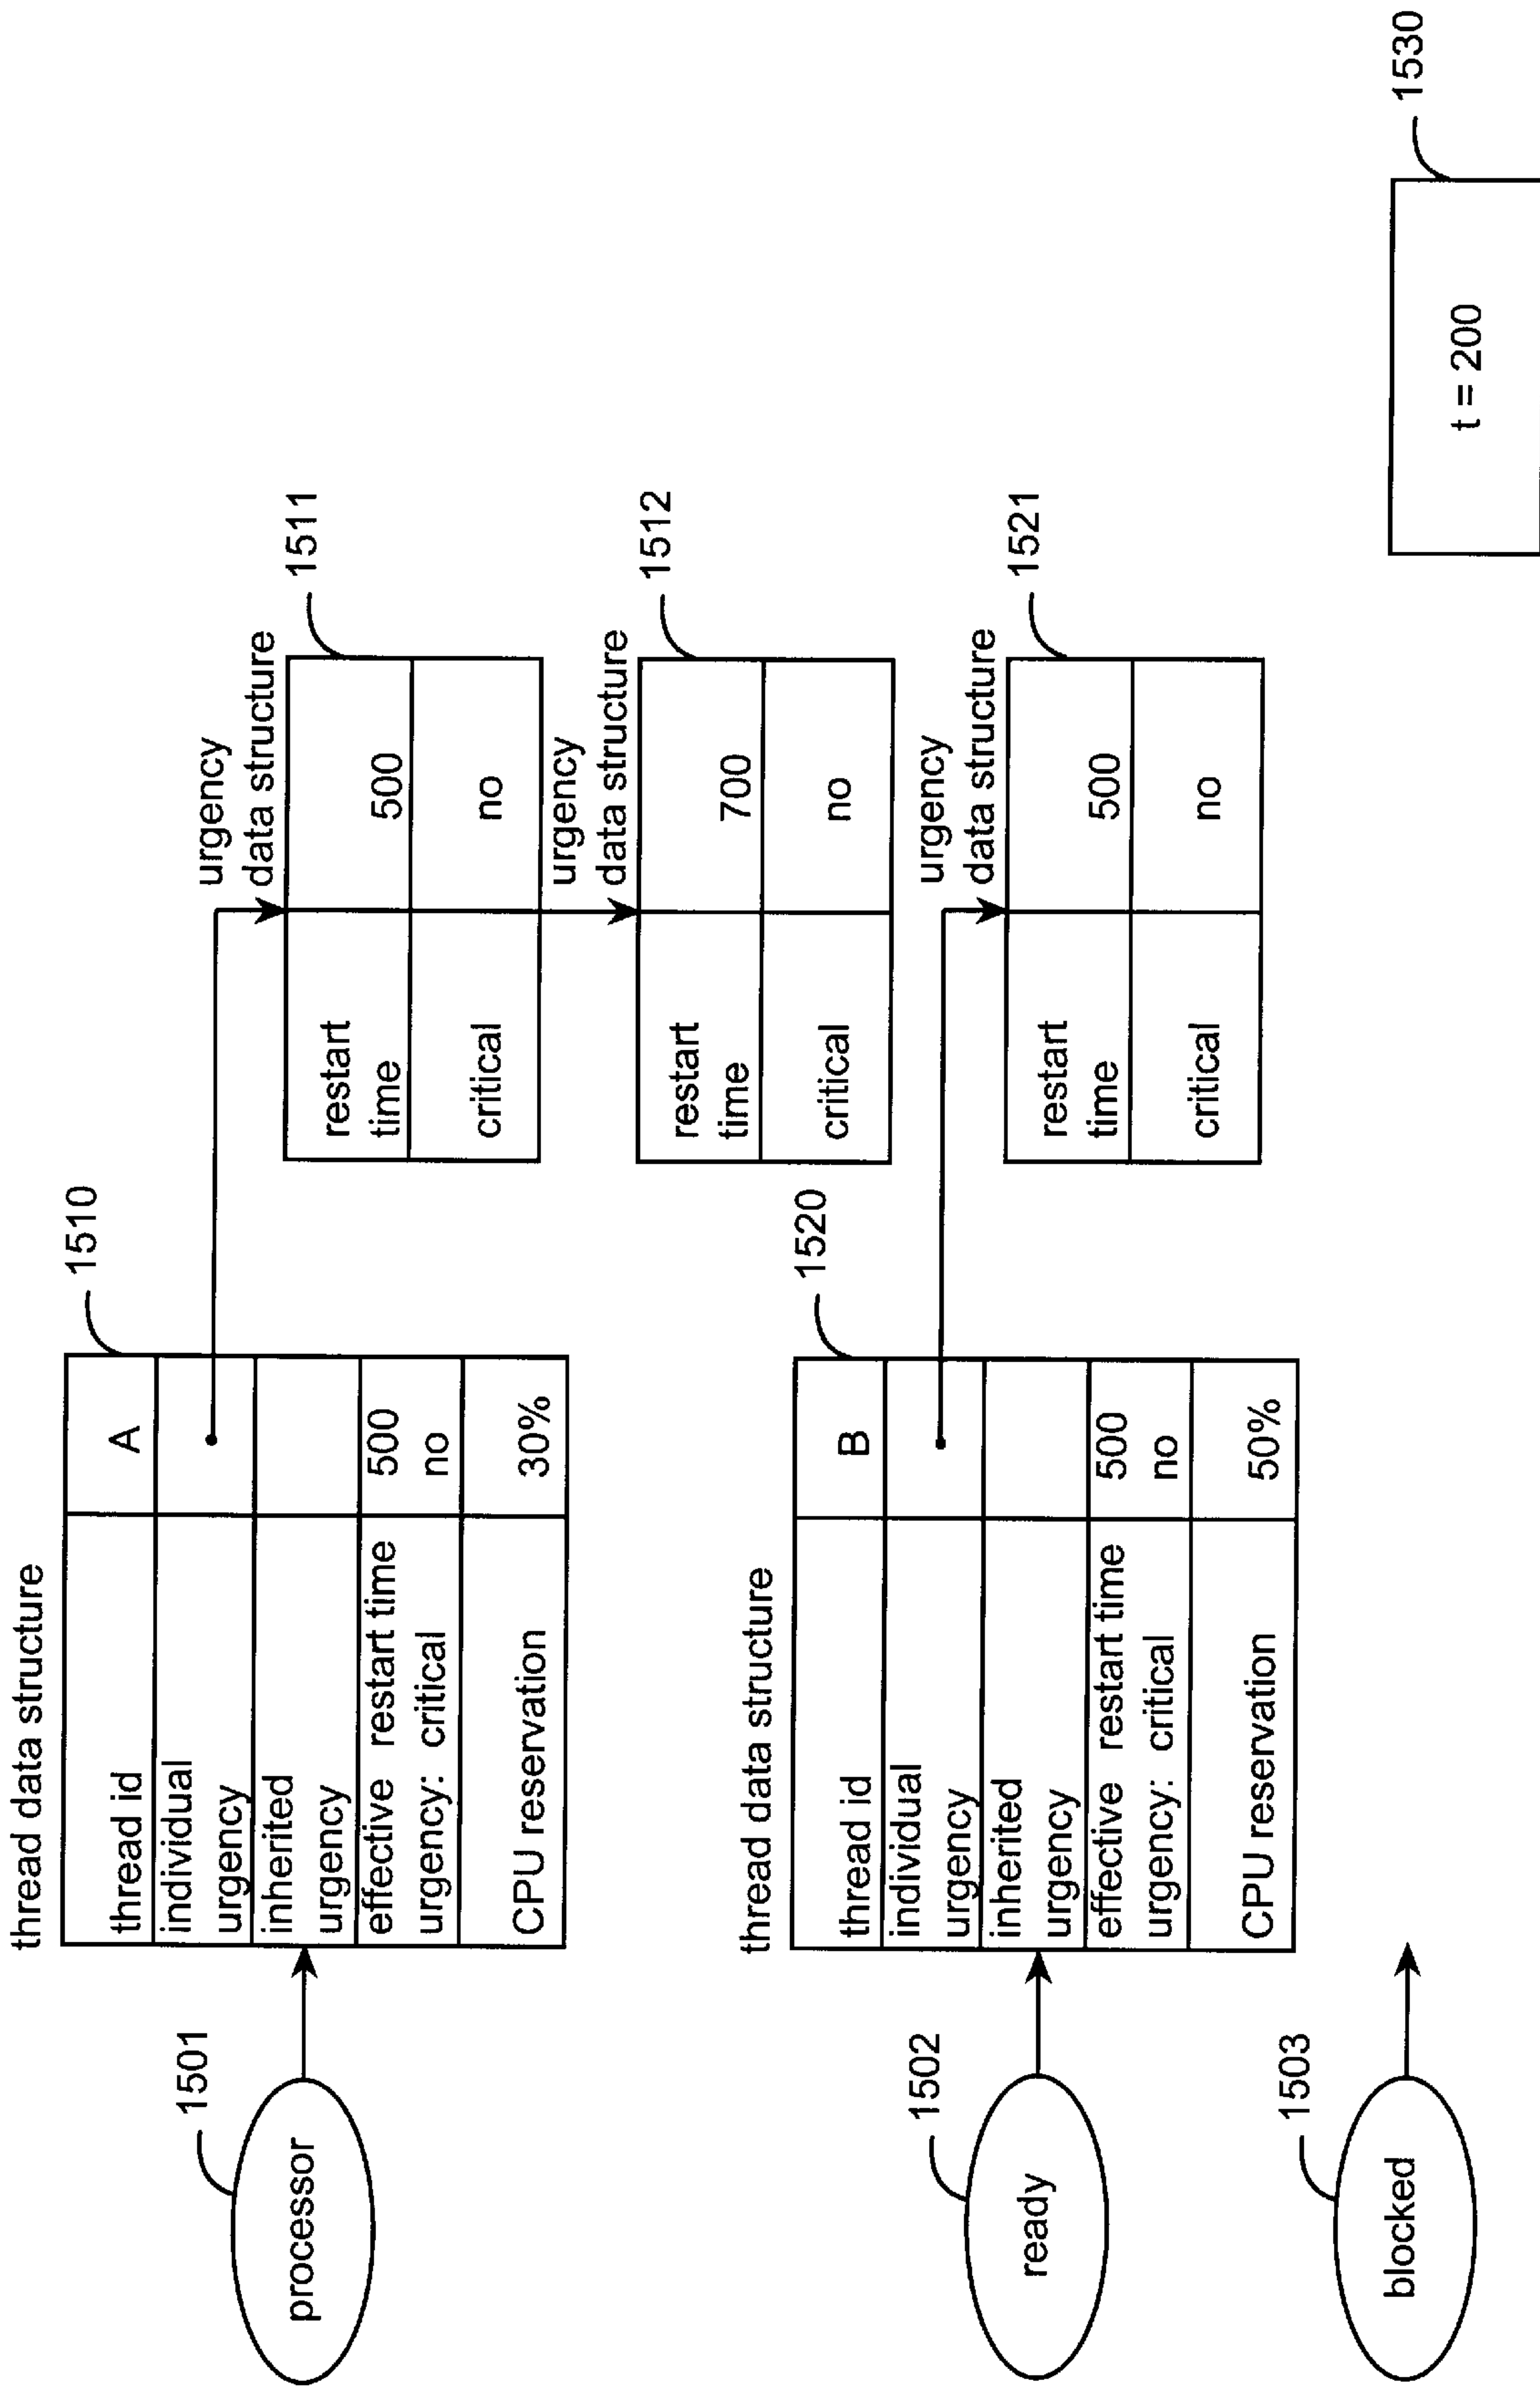 thread data structure
1510
1501
processor
thread id A
individual
urgency
inherited
urgency
effective restart time 500
urgency: critical no
CPU reservation 30%
urgency
data structure
1511
restart
time 500
critical no
urgency
data structure
1512
restart
time 700
critical no
thread data structure
1520
1502
ready
thread id B
individual
urgency
inherited
urgency
effective restart time 500
urgency: critical no
CPU reservation 50%
urgency
data structure
1521
restart
time 500
critical no
1503
blocked
1530
t = 200